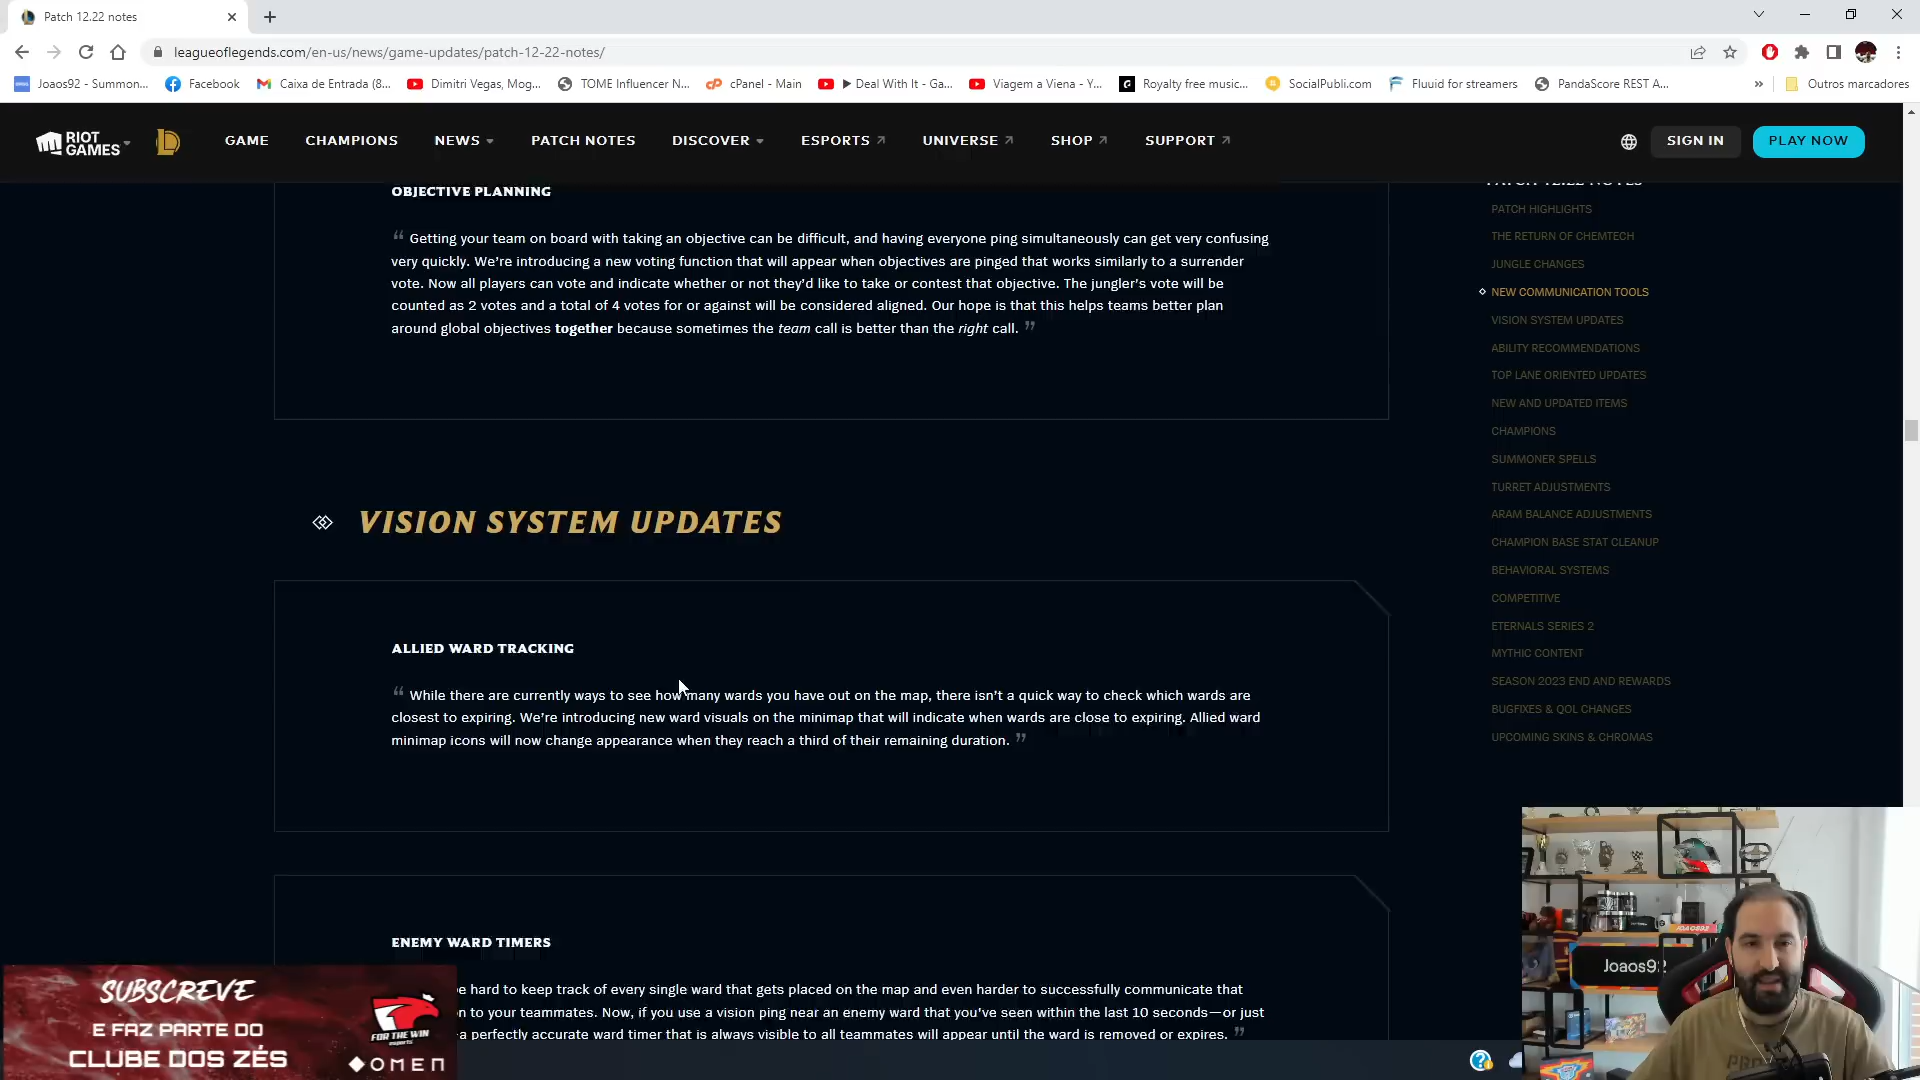 Patch 12.22 notes
leagueoflegends.com/en-us/news/game-updates/patch-12-22-notes/
Joaos92 - Summon...
Facebook
Caixa de Entrada (8...
Dimitri Vegas, Mog...
TOME Influencer N...
cPanel - Main
▶ Deal With It - Ga...
Viagem a Viena - Y...
Royalty free music...
SocialPubli.com
Fluuid for streamers
PandaScore REST A...
»
Outros marcadores
RIOT GAMES
GAME
CHAMPIONS
NEWS
PATCH NOTES
DISCOVER
ESPORTS
UNIVERSE
SHOP
SUPPORT
SIGN IN
PLAY NOW
OBJECTIVE PLANNING
“ Getting your team on board with taking an objective can be difficult, and having everyone ping simultaneously can get very confusing
very quickly. We’re introducing a new voting function that will appear when objectives are pinged that works similarly to a surrender
vote. Now all players can vote and indicate whether or not they’d like to take or contest that objective. The jungler’s vote will be
counted as 2 votes and a total of 4 votes for or against will be considered aligned. Our hope is that this helps teams better plan
around global objectives together because sometimes the team call is better than the right call. ”
VISION SYSTEM UPDATES
ALLIED WARD TRACKING
“ While there are currently ways to see how many wards you have out on the map, there isn’t a quick way to check which wards are
closest to expiring. We’re introducing new ward visuals on the minimap that will indicate when wards are close to expiring. Allied ward
minimap icons will now change appearance when they reach a third of their remaining duration. ”
ENEMY WARD TIMERS
be hard to keep track of every single ward that gets placed on the map and even harder to successfully communicate that
on to your teammates. Now, if you use a vision ping near an enemy ward that you’ve seen within the last 10 seconds—or just
a perfectly accurate ward timer that is always visible to all teammates will appear until the ward is removed or expires. ”
PATCH 12.22 NOTES
PATCH HIGHLIGHTS
THE RETURN OF CHEMTECH
JUNGLE CHANGES
NEW COMMUNICATION TOOLS
VISION SYSTEM UPDATES
ABILITY RECOMMENDATIONS
TOP LANE ORIENTED UPDATES
NEW AND UPDATED ITEMS
CHAMPIONS
SUMMONER SPELLS
TURRET ADJUSTMENTS
ARAM BALANCE ADJUSTMENTS
CHAMPION BASE STAT CLEANUP
BEHAVIORAL SYSTEMS
COMPETITIVE
ETERNALS SERIES 2
MYTHIC CONTENT
SEASON 2023 END AND REWARDS
BUGFIXES & QOL CHANGES
UPCOMING SKINS & CHROMAS
SUBSCREVE
E FAZ PARTE DO
CLUBE DOS ZÉS
FOR THE WIN
esports
OMEN
JOAOS92
Joaos92